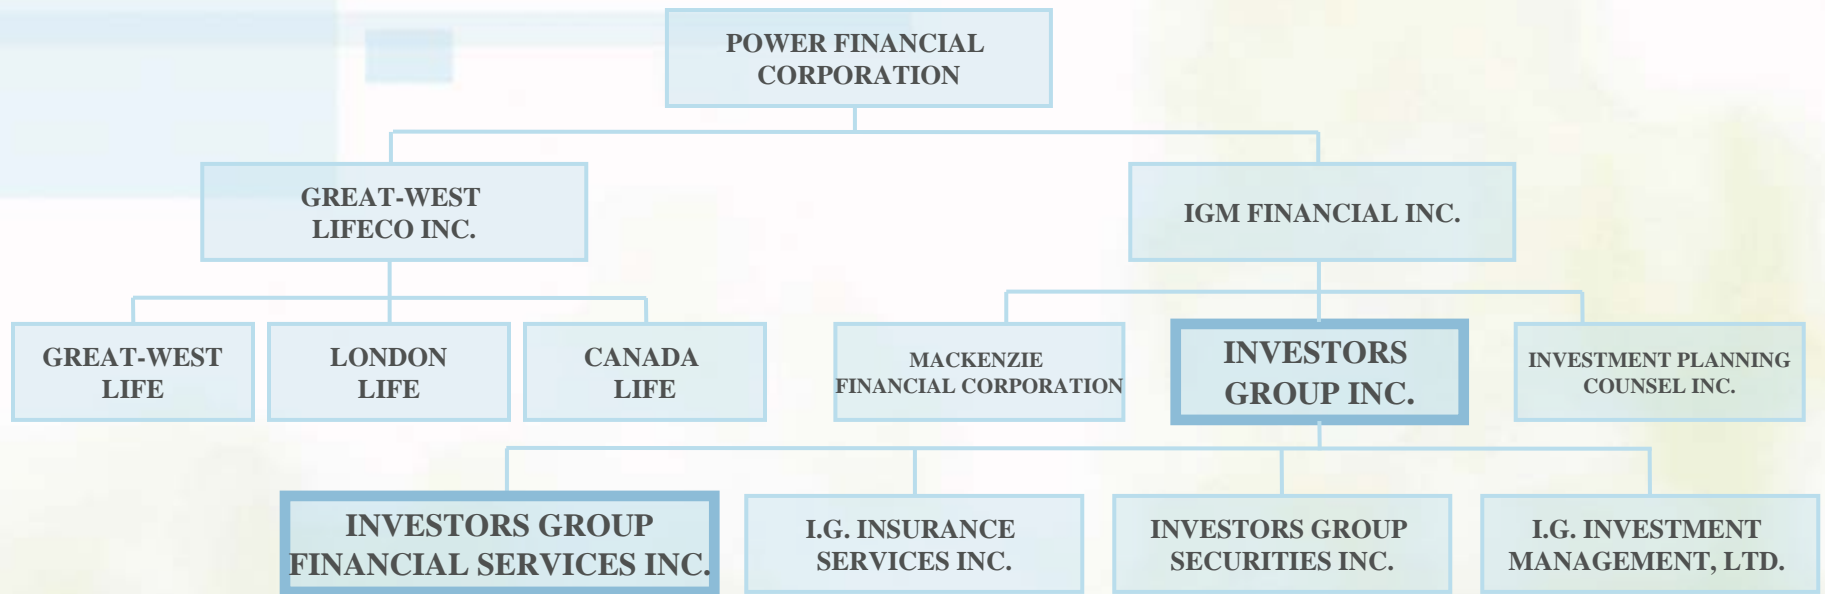 POWER FINANCIAL
CORPORATION
GREAT-WEST
LIFECO INC.
IGM FINANCIAL INC.
GREAT-WEST
LIFE
LONDON
LIFE
CANADA
LIFE
MACKENZIE
FINANCIAL CORPORATION
INVESTORS
GROUP INC.
INVESTMENT PLANNING
COUNSEL INC.
INVESTORS GROUP
FINANCIAL SERVICES INC.
I.G. INSURANCE
SERVICES INC.
INVESTORS GROUP
SECURITIES INC.
I.G. INVESTMENT
MANAGEMENT, LTD.